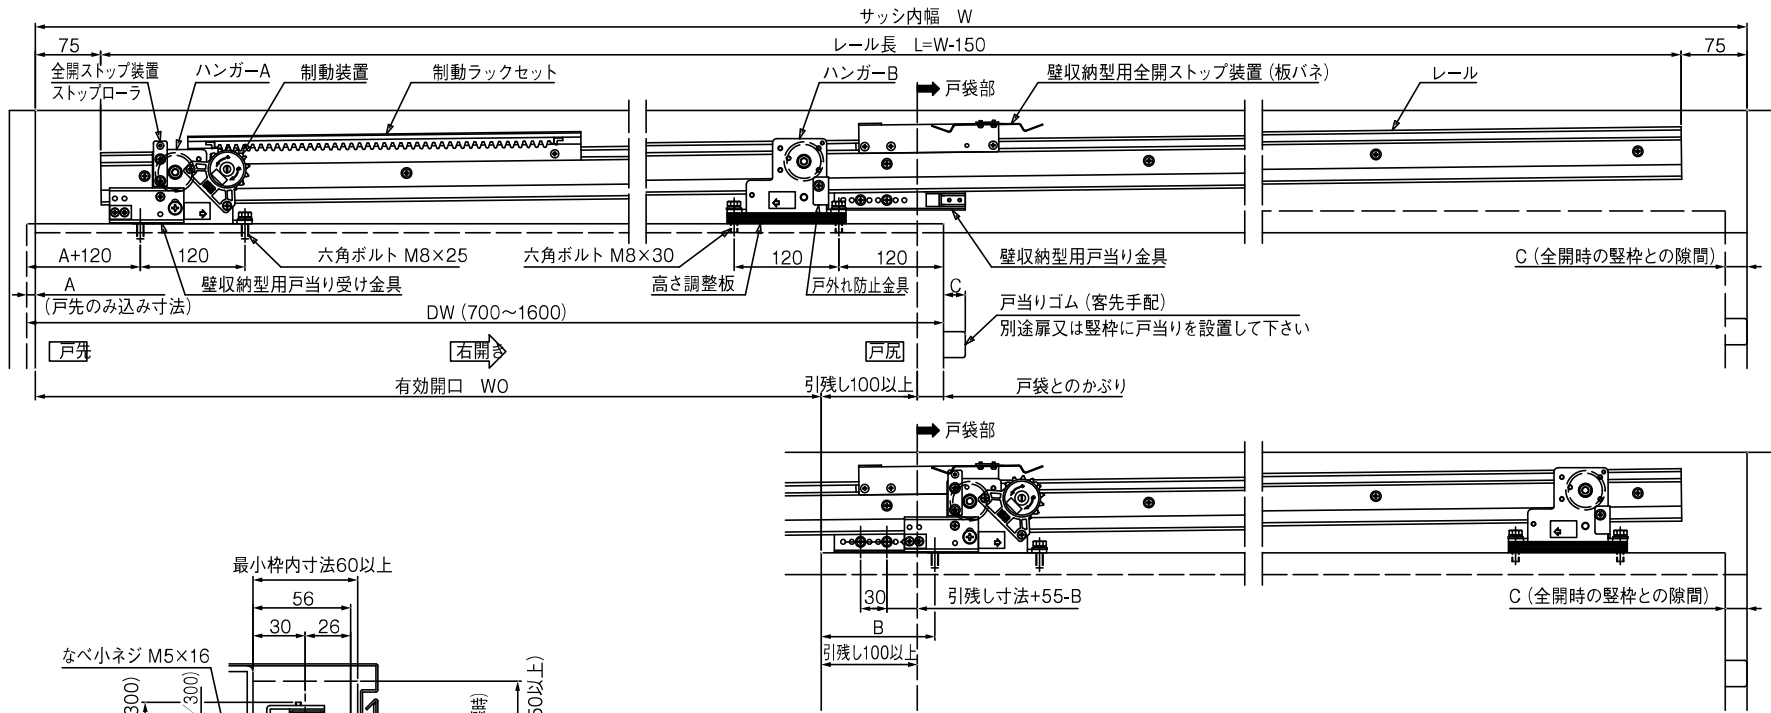 サッシ内幅 W
75
レール長 L=W-150
75
全開ストップ装置
ストップローラ
ハンガーA
制動装置
制動ラックセット
ハンガーB
戸袋部
壁収納型用全開ストップ装置(板バネ)
レール
A+120
120
六角ボルト M8×25
六角ボルト M8×30
120
120
壁収納型用戸当り金具
C(全開時の竪枠との隙間)
A
(戸先のみ込み寸法)
壁収納型用戸当り受け金具
高さ調整板
戸外れ防止金具
C
戸当りゴム(客先手配)
別途扉又は竪枠に戸当りを設置して下さい
DW(700~1600)
戸先
右開き
戸尻
有効開口 WO
引残し100以上
戸袋とのかぶり
戸袋部
30
引残し寸法+55-B
C(全開時の竪枠との隙間)
B
引残し100以上
最小枠内寸法60以上
56
30
26
なべ小ネジ M5×16
300)
/300)
50以上)